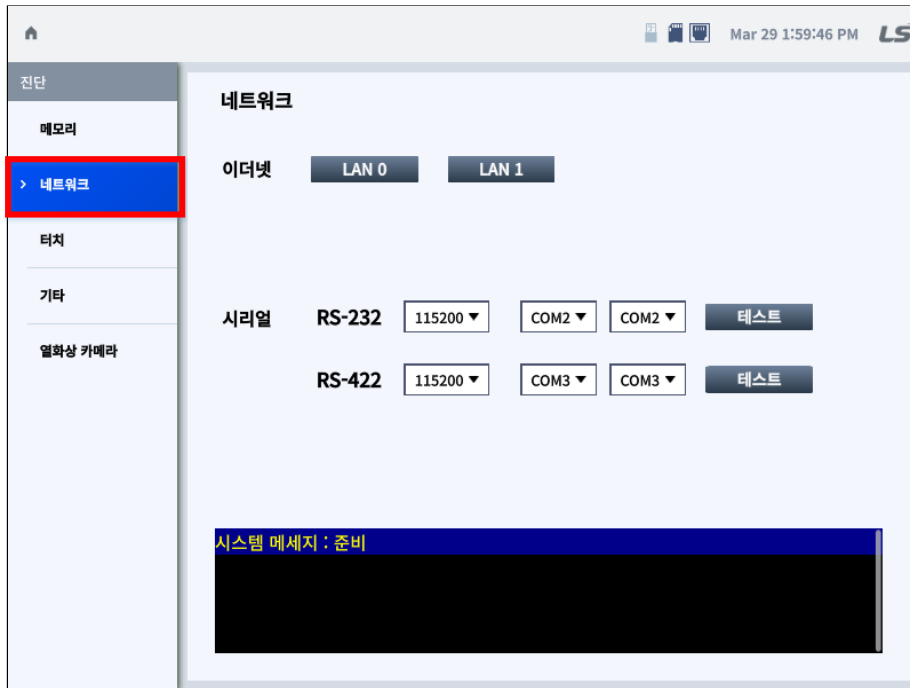 Mar 29 1:59:46 PM LS
진단
메모리
> 네트워크
터치
기타
열화상 카메라
네트워크
이더넷 LAN 0 LAN 1
시리얼 RS-232 115200 ▼ COM2 ▼ COM2 ▼ 테스트
RS-422 115200 ▼ COM3 ▼ COM3 ▼ 테스트
시스템 메세지 : 준비